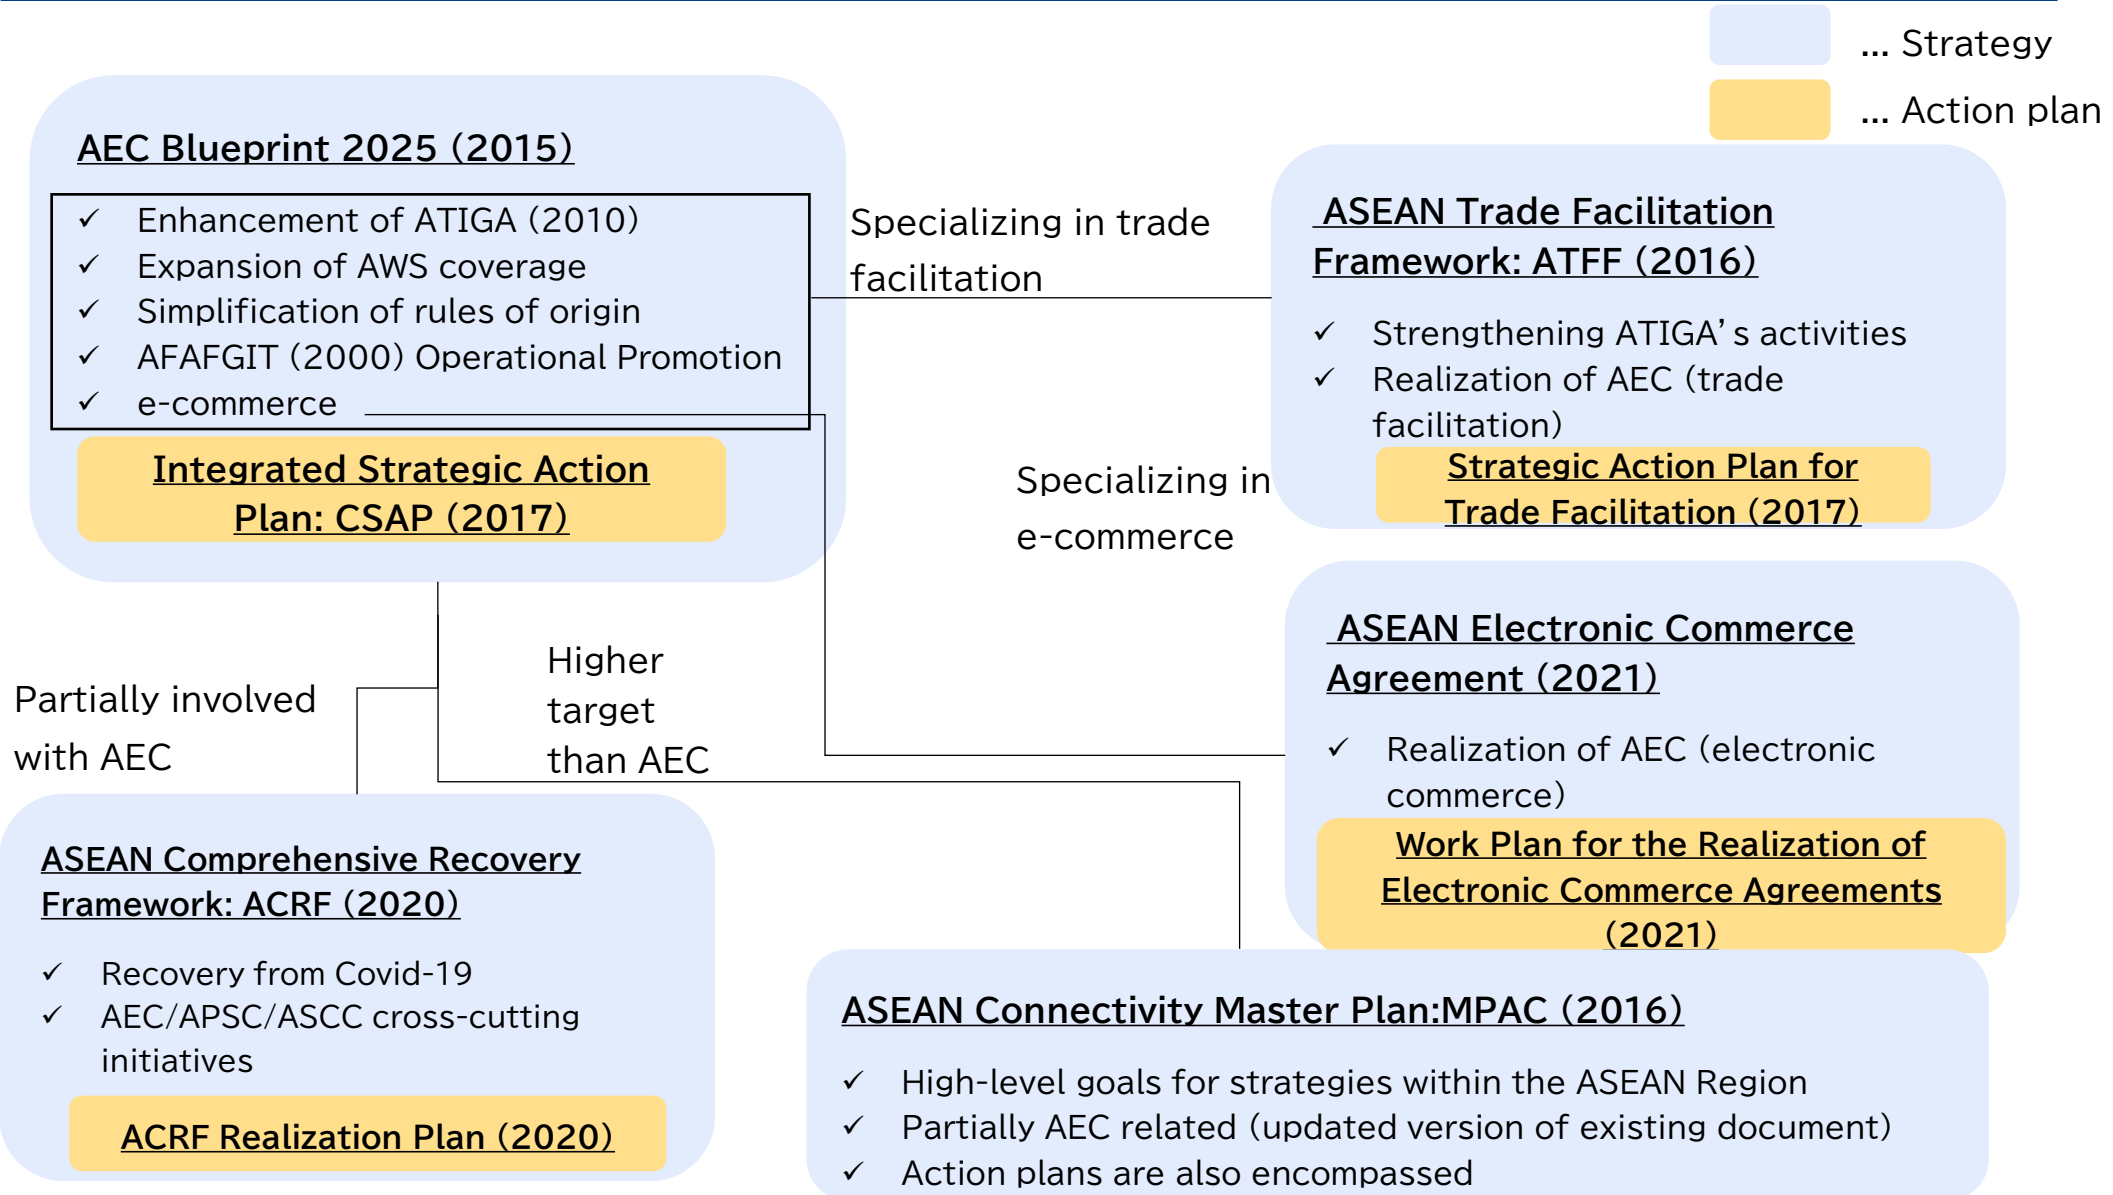 ... Strategy
... Action plan
AEC Blueprint 2025 (2015)
✓ Enhancement of ATIGA (2010)
✓ Expansion of AWS coverage
✓ Simplification of rules of origin
✓ AFAFGIT (2000) Operational Promotion
✓ e-commerce
Integrated Strategic Action
Plan: CSAP (2017)
Specializing in trade
facilitation
ASEAN Trade Facilitation
Framework: ATFF (2016)
✓ Strengthening ATIGA’s activities
✓ Realization of AEC (trade
facilitation)
Strategic Action Plan for
Trade Facilitation (2017)
Specializing in
e-commerce
ASEAN Electronic Commerce
Agreement (2021)
✓ Realization of AEC (electronic
commerce)
Work Plan for the Realization of
Electronic Commerce Agreements
(2021)
Partially involved
with AEC
Higher
target
than AEC
ASEAN Comprehensive Recovery
Framework: ACRF (2020)
✓ Recovery from Covid-19
✓ AEC/APSC/ASCC cross-cutting
initiatives
ACRF Realization Plan (2020)
ASEAN Connectivity Master Plan:MPAC (2016)
✓ High-level goals for strategies within the ASEAN Region
✓ Partially AEC related (updated version of existing document)
✓ Action plans are also encompassed